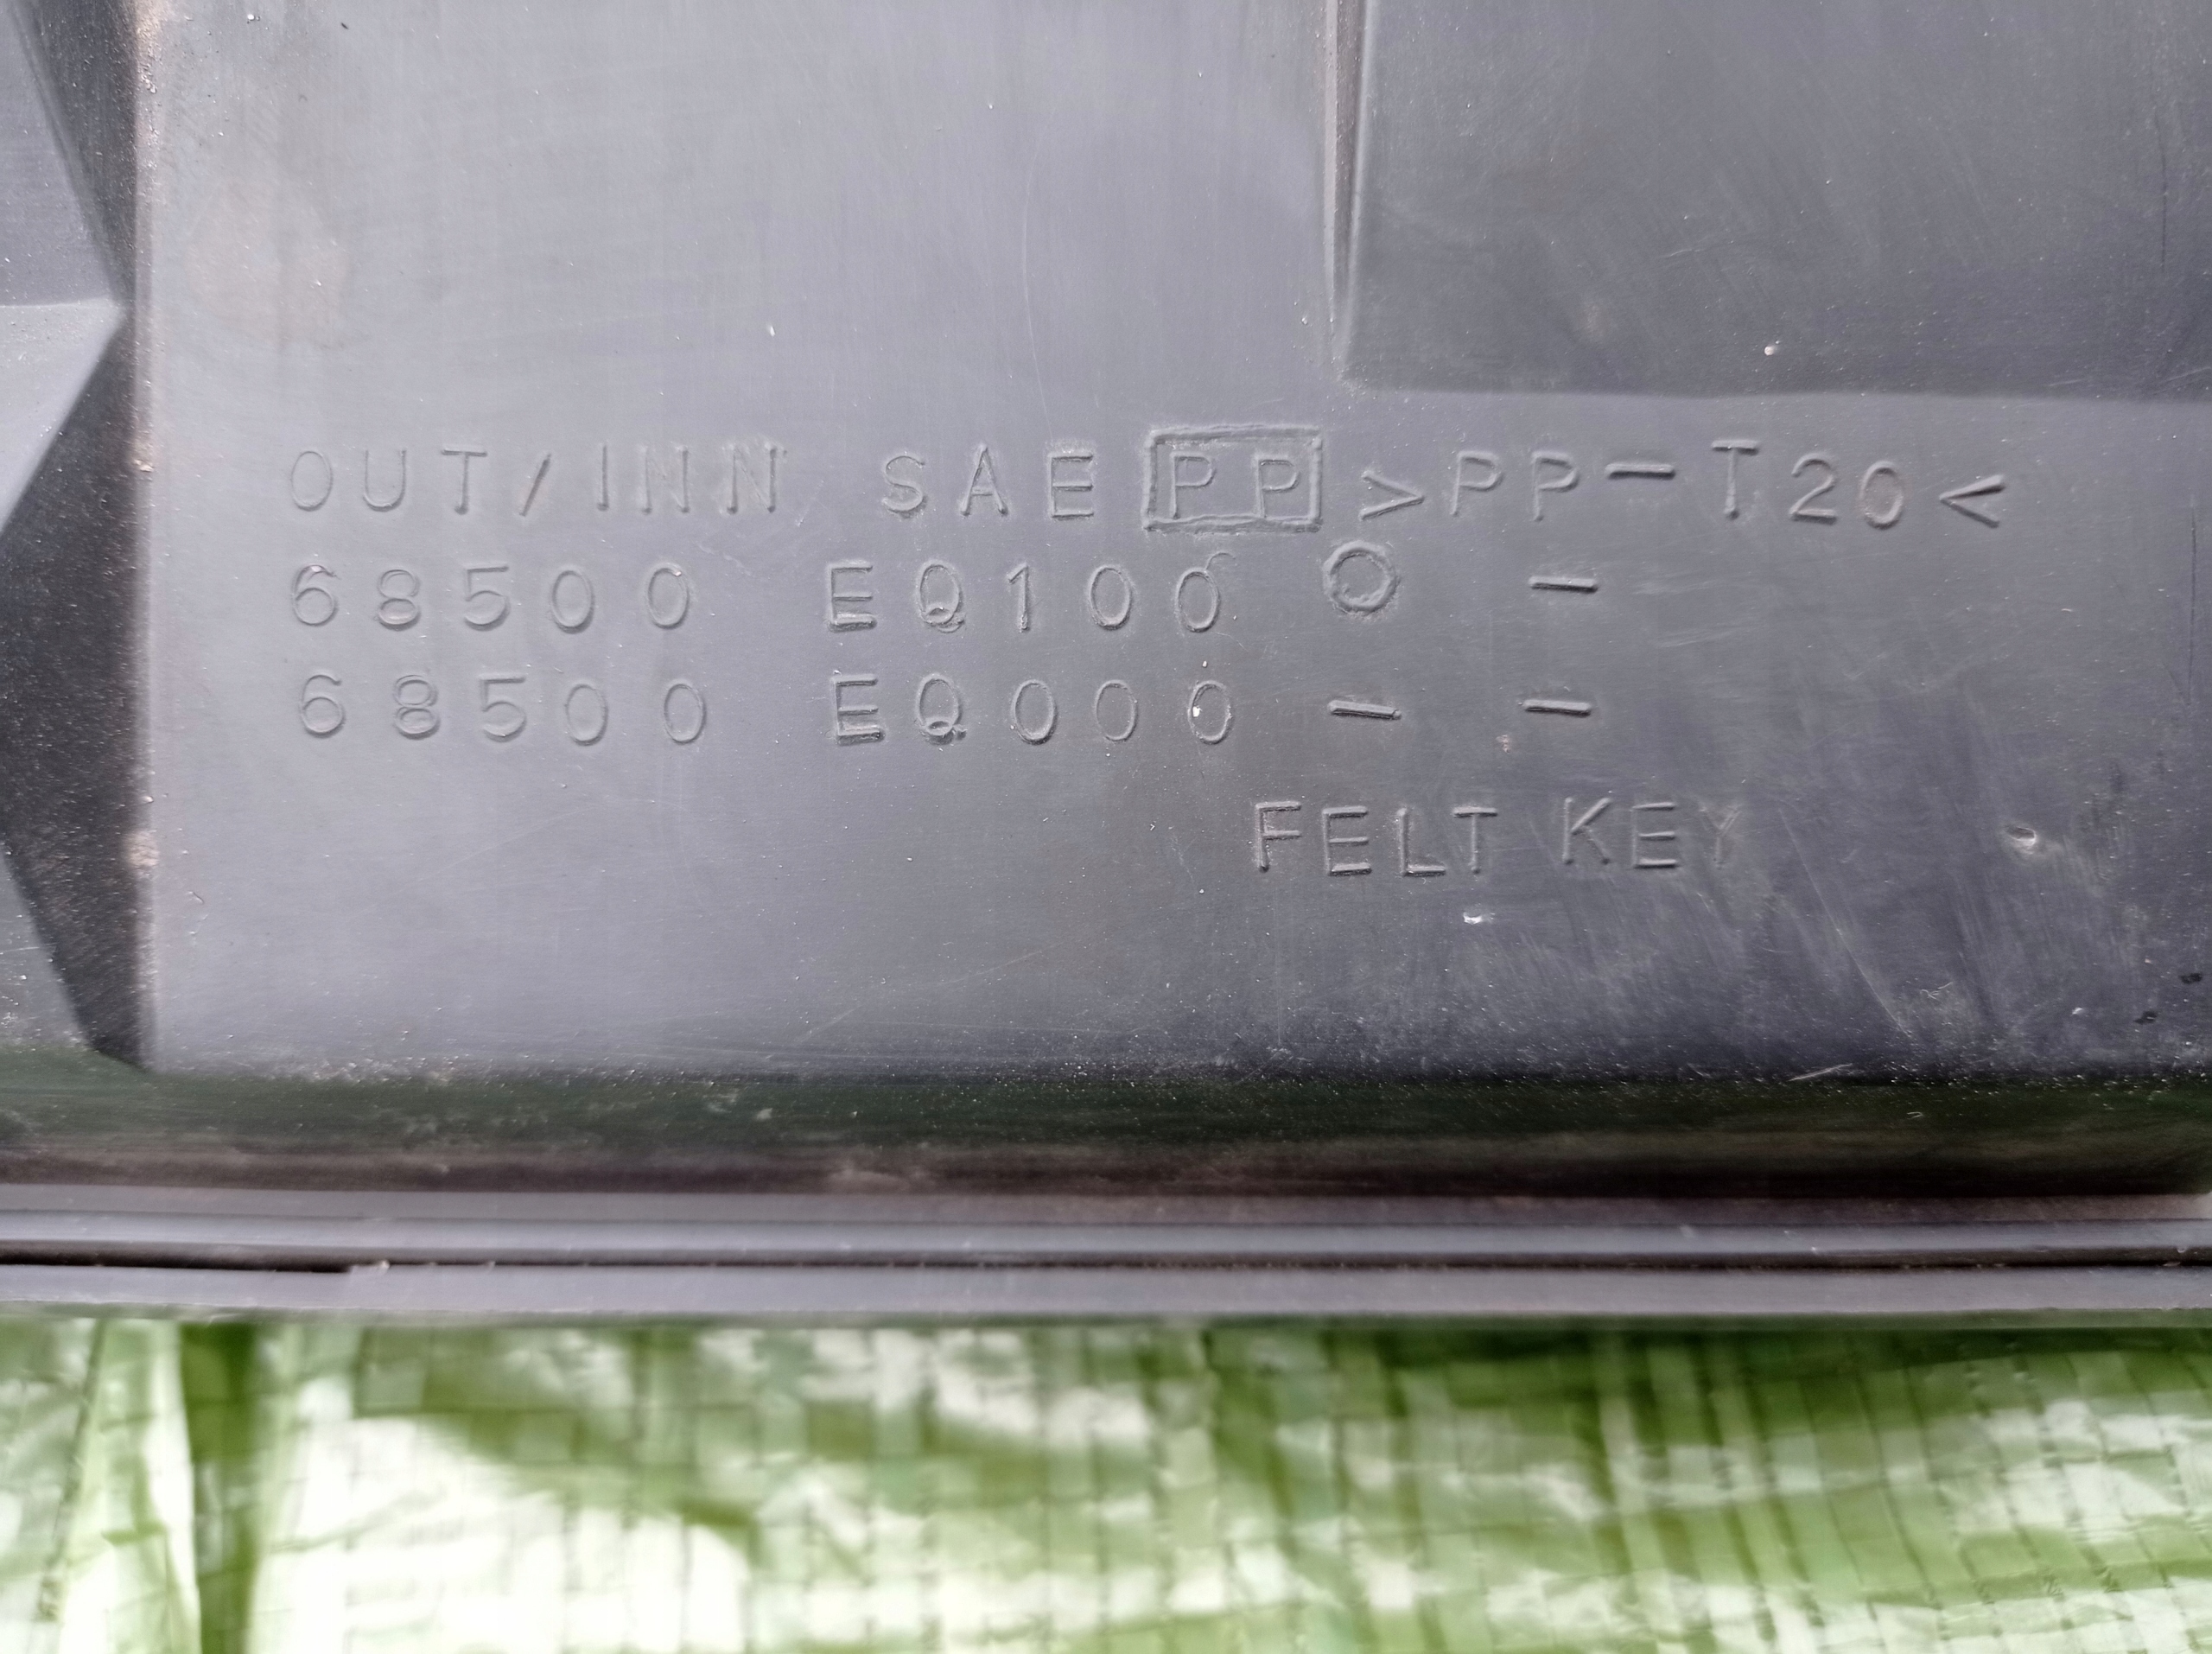 OUT/INN SAE PP >PP-T20<
68500 EQ100 O -
68500 EQ000 - -
FELT KEY